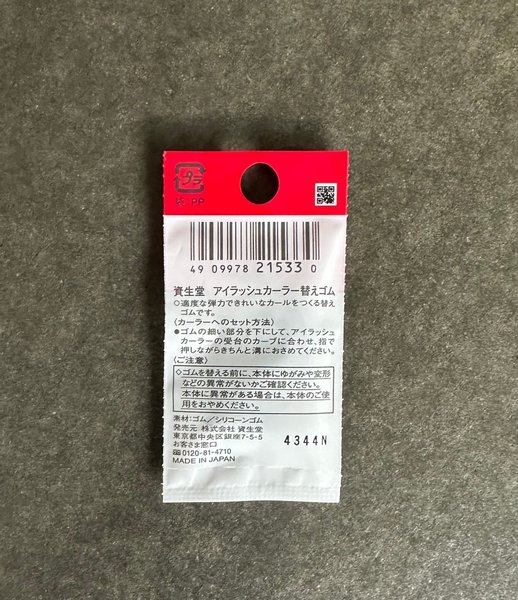 プラ
袋 PP
49 09978 21533 0
資生堂 アイラッシュカーラー替えゴム
○適度な弾力できれいなカールをつくる替え
ゴムです。
〈カーラーへのセット方法〉
●ゴムの細い部分を下にして、アイラッシュ
カーラーの受台のカーブに合わせ、指で
押しながらきちんと溝におさめてください。
〈ご注意〉
◇ゴムを替える前に、本体にゆがみや変形
などの異常がないかご確認ください。
本体に異常がある場合は、本体のご使
用をおやめください。
素材:ゴム/シリコーンゴム
発売元 株式会社 資生堂
東京都中央区銀座7-5-5
お客さま窓口
0120-81-4710
MADE IN JAPAN
4344N